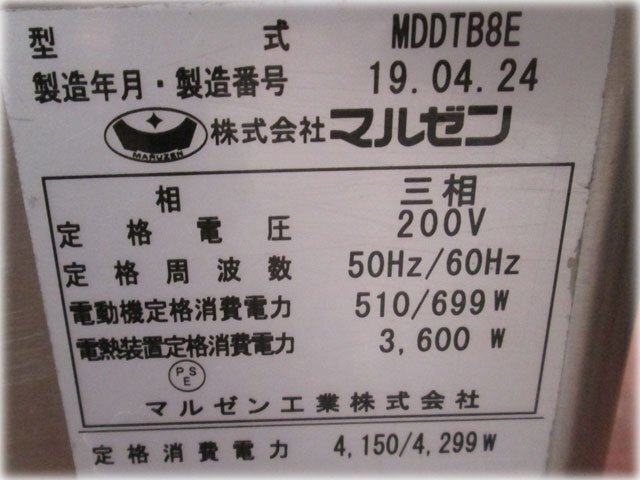 型式 MDDTB8E
製造年月・製造番号 19.04.24
MARUZEN 株式会社マルゼン
相 三相
定格電圧 200V
定格周波数 50Hz/60Hz
電動機定格消費電力 510/699W
電熱装置定格消費電力 3,600W
PSE
マルゼン工業株式会社
定格消費電力 4,150/4,299W